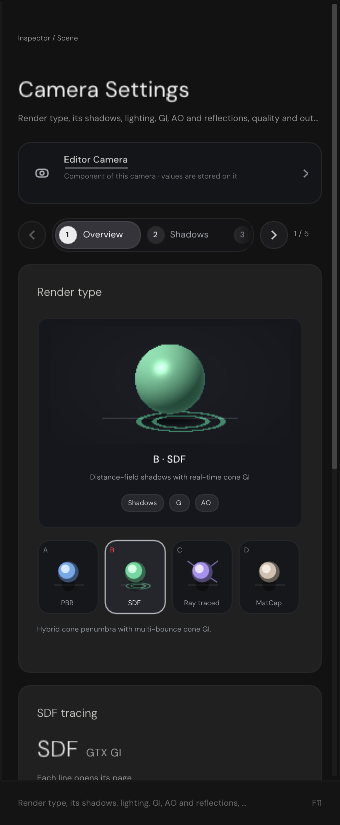 Inspector / Scene
Camera Settings
Render type, its shadows, lighting, GI, AO and reflections, quality and out...
Editor Camera
Component of this camera · values are stored on it
1 Overview 2 Shadows 3 1 / 5
Render type
B · SDF
Distance-field shadows with real-time cone GI
Shadows G AO
A B C D
PBR SDF Ray traced MatCap
Hybrid cone penumbra with multi-bounce cone GI.
SDF tracing
SDF GTX GI
Each line opens its page
Render type, its shadows, lighting, GI, AO and reflections, ... F11